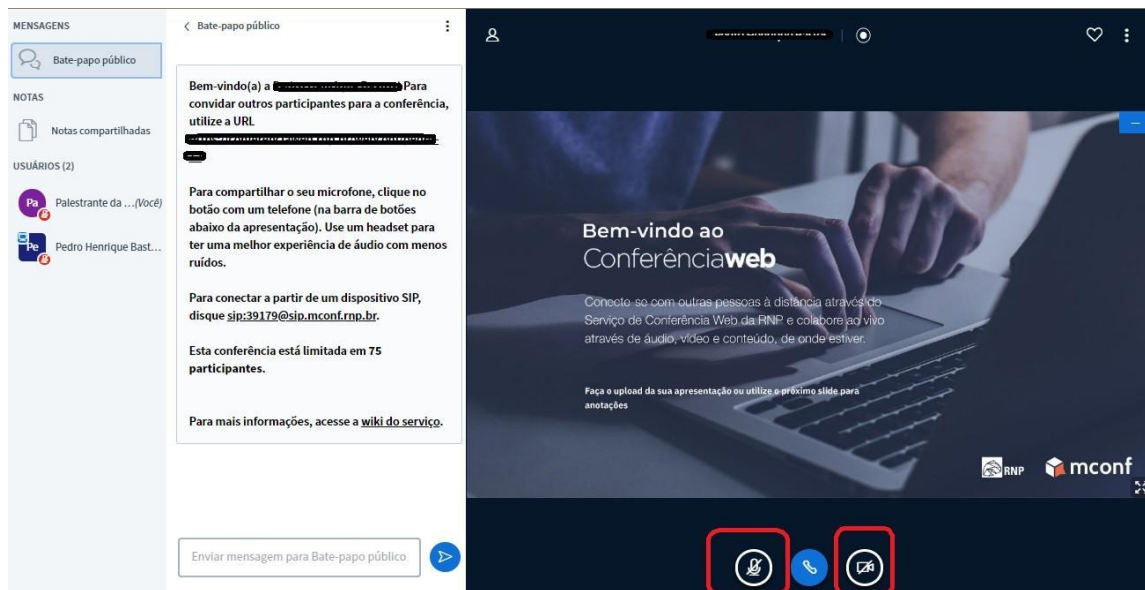 MENSAGENS
Bate-papo público
NOTAS
Notas compartilhadas
USUÁRIOS (2)
Pa
Palestrante da ...(Você)
Pe
Pedro Henrique Bast...
Bate-papo público
Bem-vindo(a) a Para
convidar outros participantes para a conferência,
utilize a URL
Para compartilhar o seu microfone, clique no
botão com um telefone (na barra de botões
abaixo da apresentação). Use um headset para
ter uma melhor experiência de áudio com menos
ruídos.
Para conectar a partir de um dispositivo SIP,
disque sip:39179@sip.mconf.rnp.br.
Esta conferência está limitada em 75
participantes.
Para mais informações, acesse a wiki do serviço.
Enviar mensagem para Bate-papo público
Bem-vindo ao
Conferênciaweb
Conecte-se com outras pessoas à distância através do
Serviço de Conferência Web da RNP e colabore ao vivo
através de áudio, vídeo e conteúdo, de onde estiver.
Faça o upload da sua apresentação ou utilize o próximo slide para
anotações
RNP
mconf